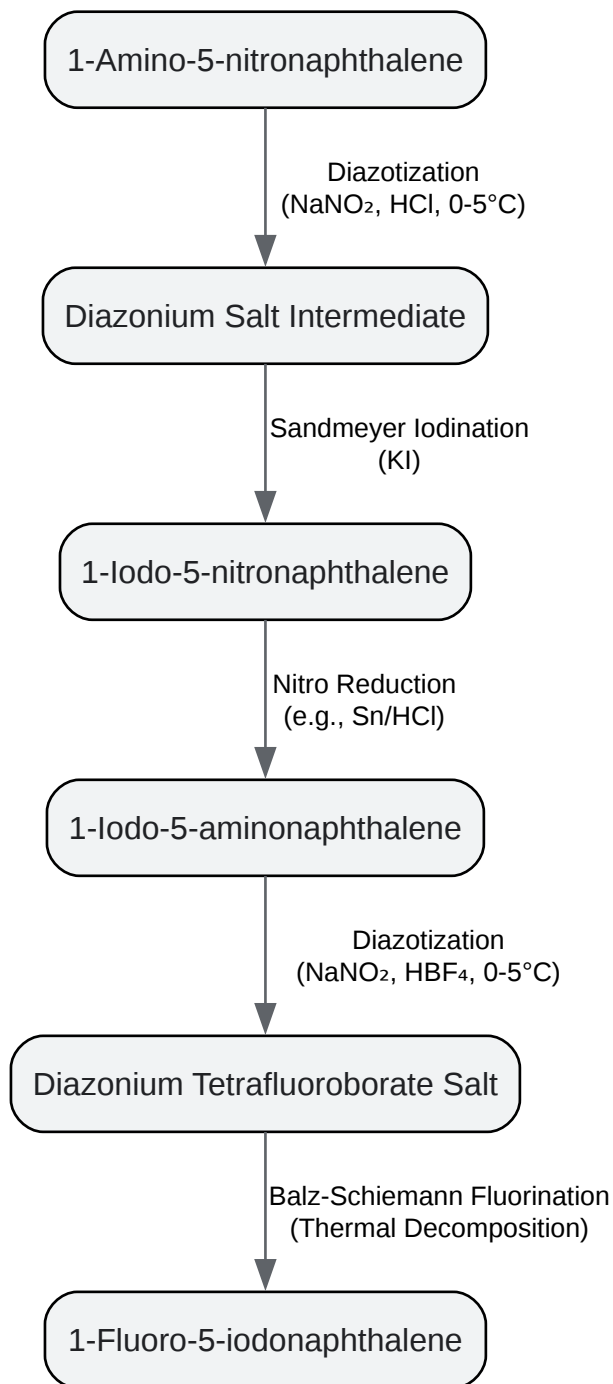 1-Amino-5-nitronaphthalene
Diazotization
(NaNO₂, HCl, 0-5°C)
Diazonium Salt Intermediate
Sandmeyer Iodination
(KI)
1-Iodo-5-nitronaphthalene
Nitro Reduction
(e.g., Sn/HCl)
1-Iodo-5-aminonaphthalene
Diazotization
(NaNO₂, HBF₄, 0-5°C)
Diazonium Tetrafluoroborate Salt
Balz-Schiemann Fluorination
(Thermal Decomposition)
1-Fluoro-5-iodonaphthalene